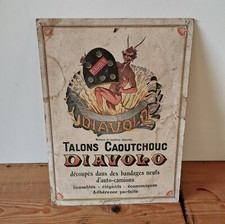 DIAVOLO
TALONS CAOUTCHOUC
DIAVOLO
découpés dans des bandages neufs
d'auto-camions
inusables - élégants - économiques
Adhérence parfaite